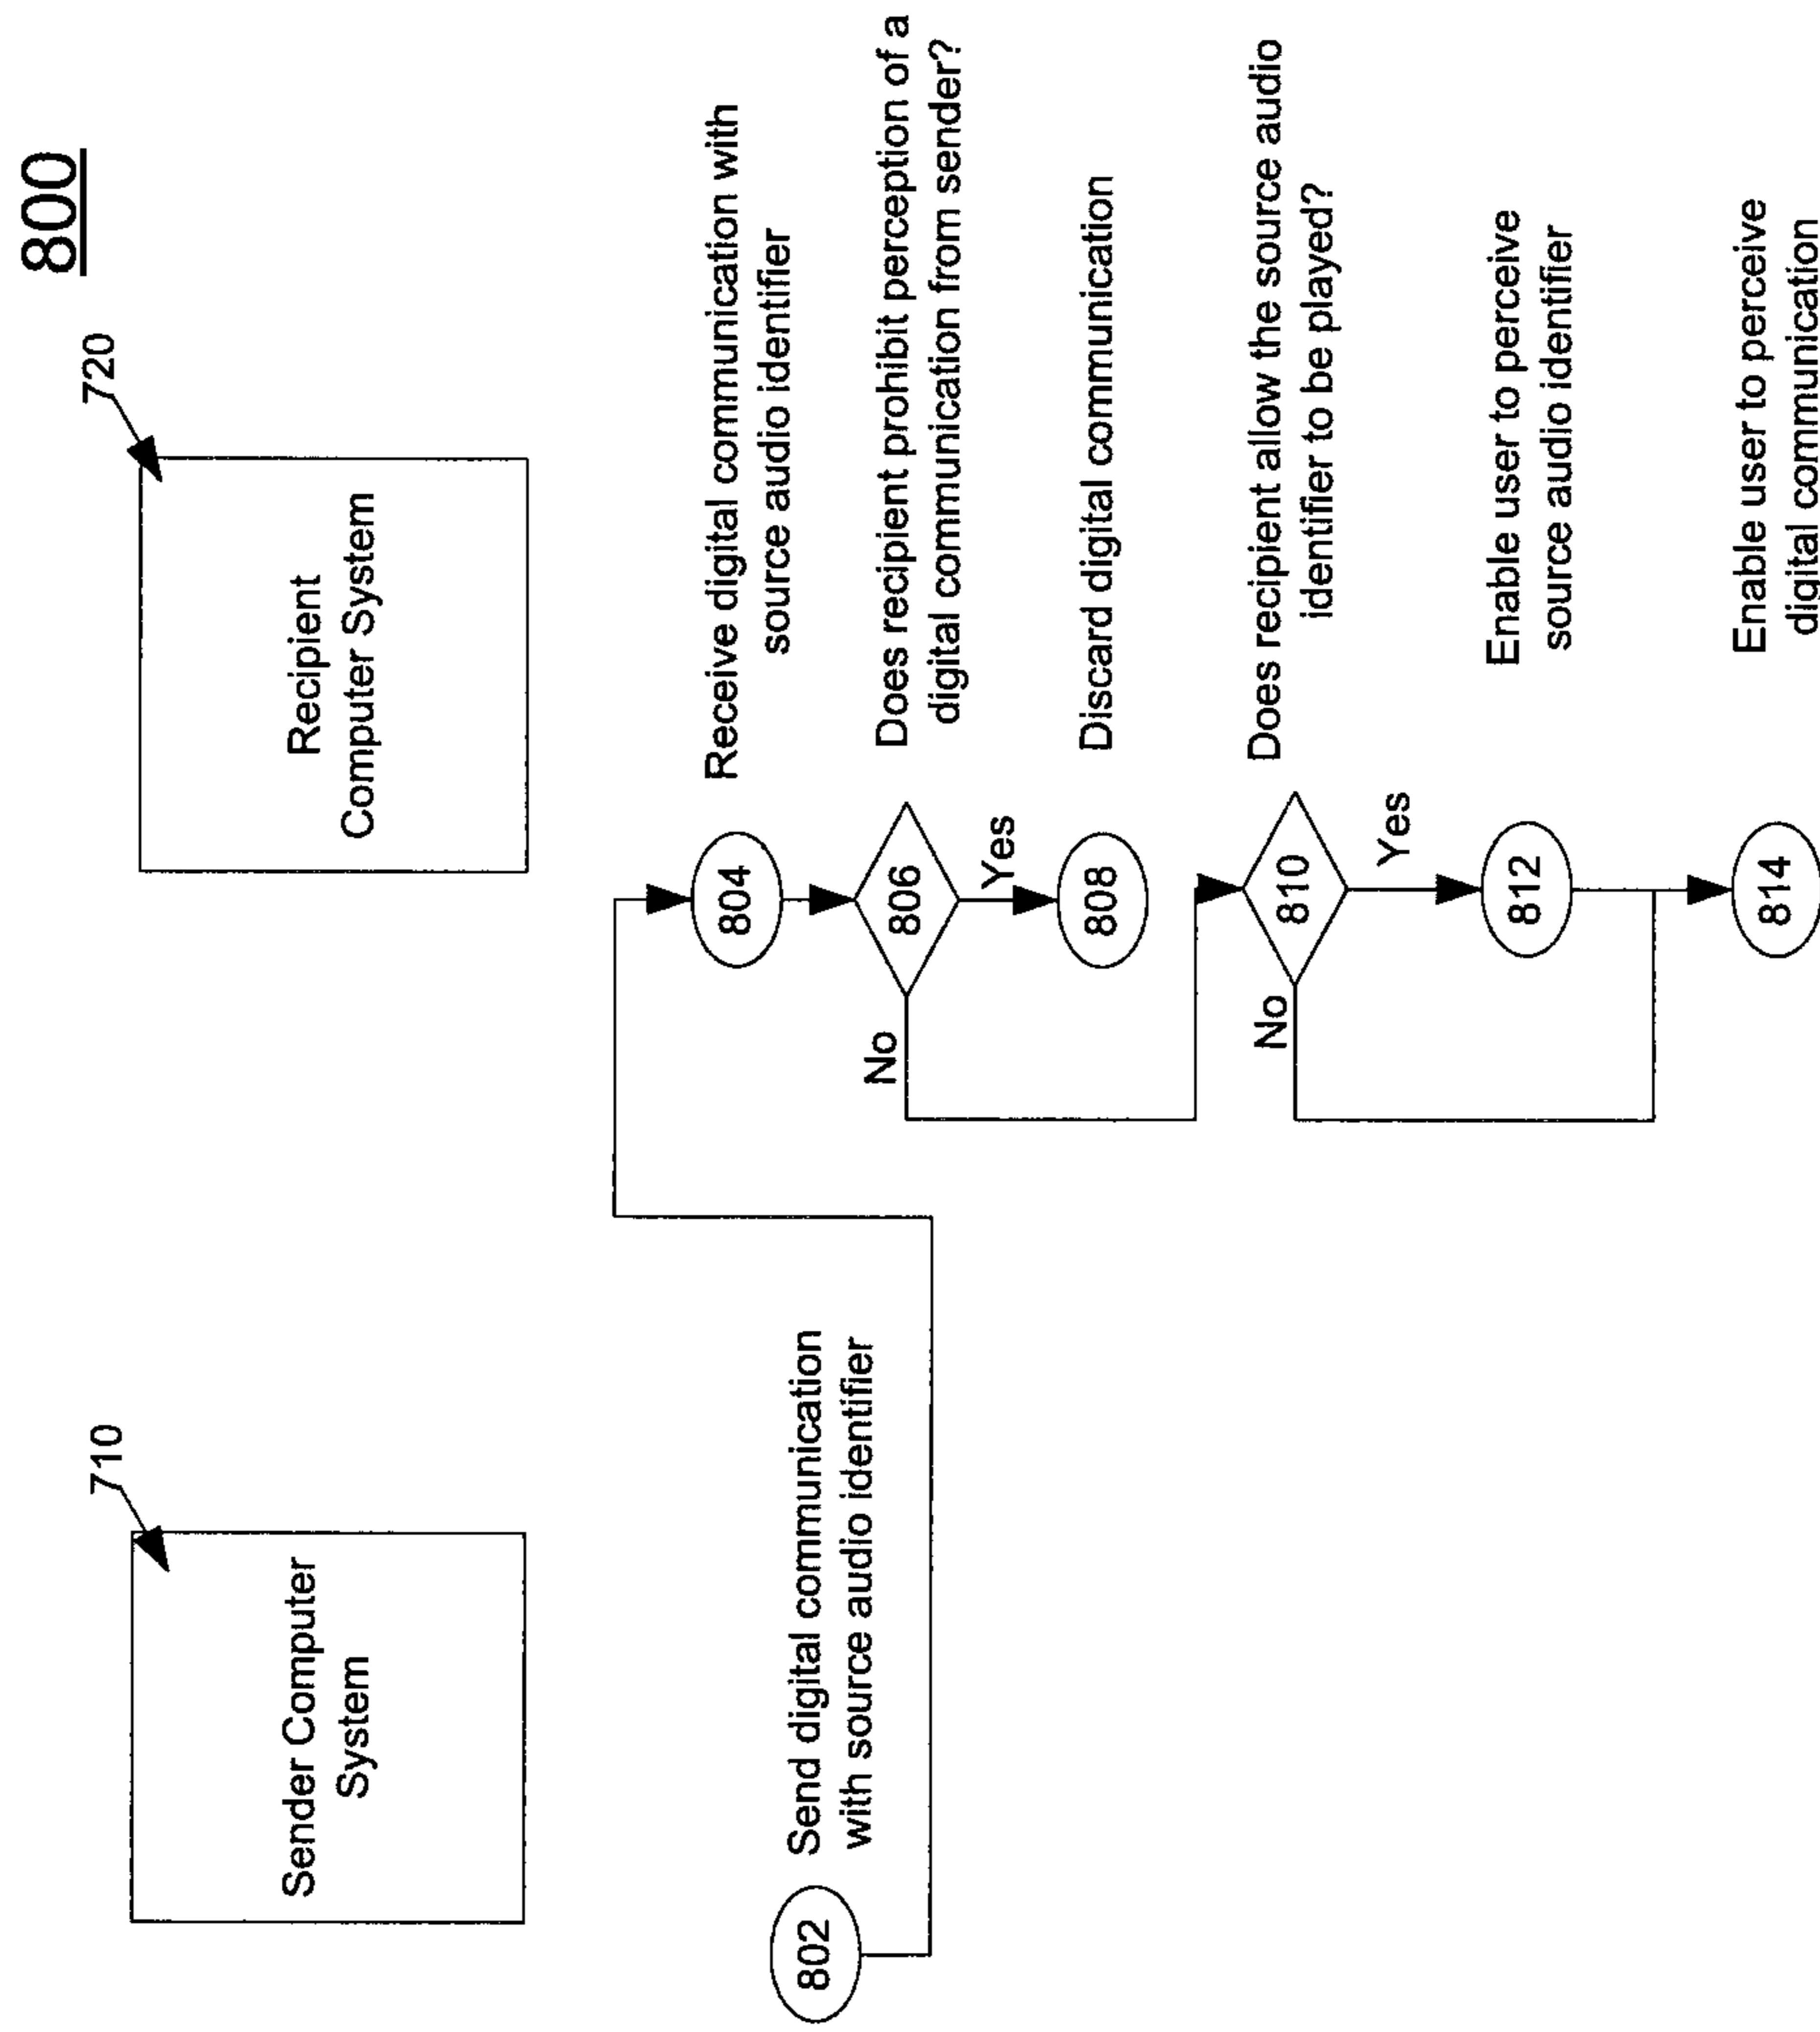 800
710
720
Sender Computer
System
Recipient
Computer System
802
Send digital communication
with source audio identifier
804
Receive digital communication with
source audio identifier
806
Does recipient prohibit perception of a
digital communication from sender?
No
Yes
808
Discard digital communication
810
Does recipient allow the source audio
identifier to be played?
No
Yes
812
Enable user to perceive
source audio identifier
814
Enable user to perceive
digital communication